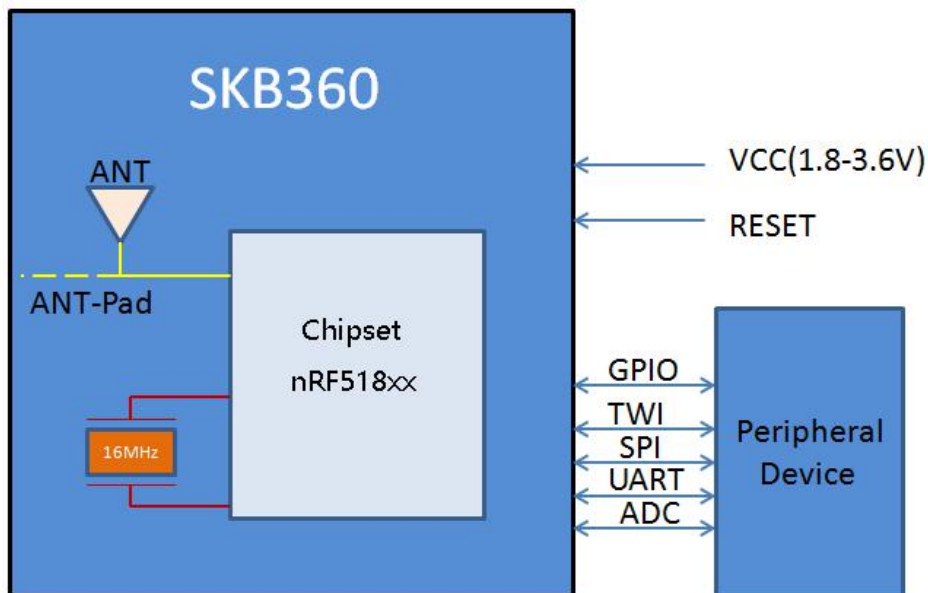 SKB360
ANT
ANT-Pad
Chipset
nRF518xx
16MHz
VCC(1.8-3.6V)
RESET
GPIO
TWI
SPI
UART
ADC
Peripheral
Device